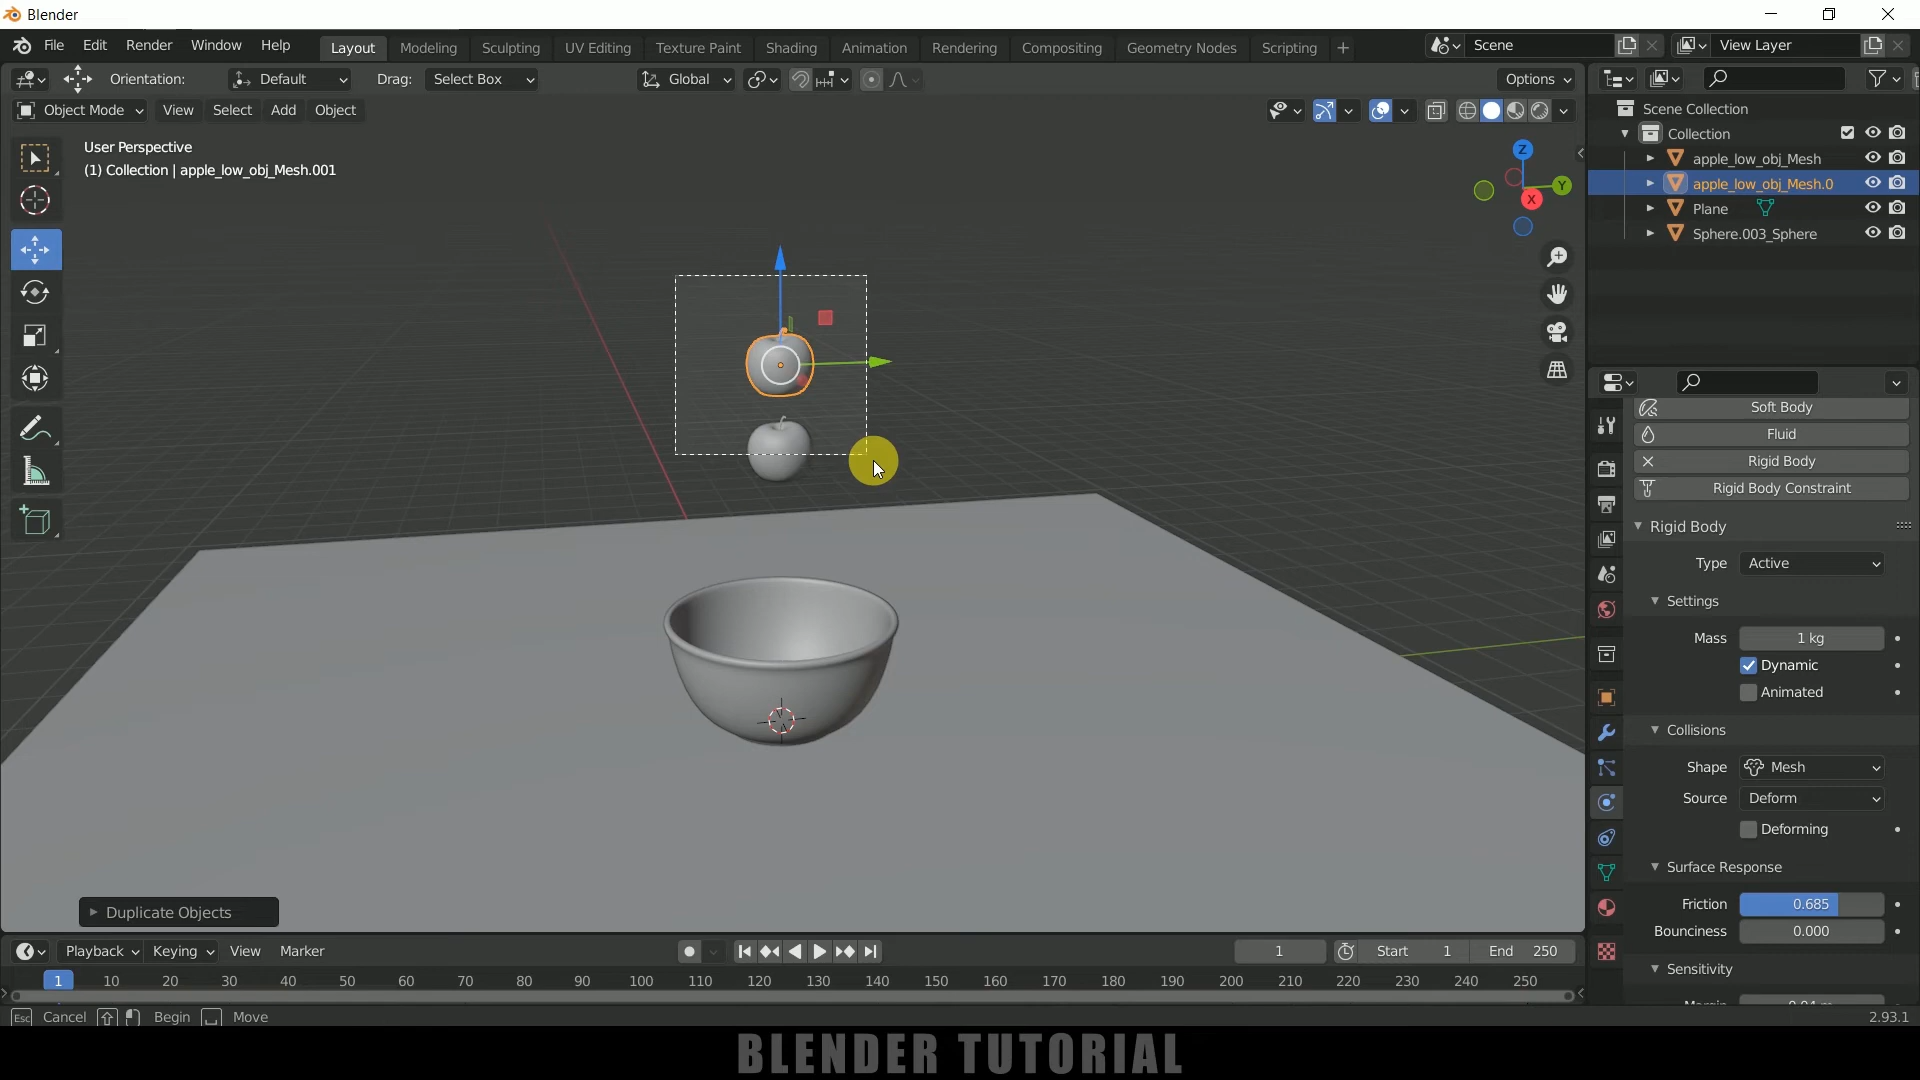 Blender
File Edit Render Window Help Layout Modeling Sculpting UV Editing Texture Paint Shading Animation Rendering Compositing Geometry Nodes Scripting + Scene View Layer
Orientation: Default Drag: Select Box Global Options
Object Mode View Select Add Object
User Perspective
(1) Collection | apple_low_obj_Mesh.001
Z
Y
X
Scene Collection
Collection
apple_low_obj_Mesh
apple_low_obj_Mesh.0
Plane
Sphere.003_Sphere
Soft Body
Fluid
Rigid Body
Rigid Body Constraint
Rigid Body
Type Active
Settings
Mass 1 kg
Dynamic
Animated
Collisions
Shape Mesh
Source Deform
Deforming
Surface Response
Friction 0.685
Bounciness 0.000
Sensitivity
Duplicate Objects
Playback Keying View Marker 1 Start 1 End 250
1 10 20 30 40 50 60 70 80 90 100 110 120 130 140 150 160 170 180 190 200 210 220 230 240 250
Esc Cancel Begin Move 2.93.1
BLENDER TUTORIAL